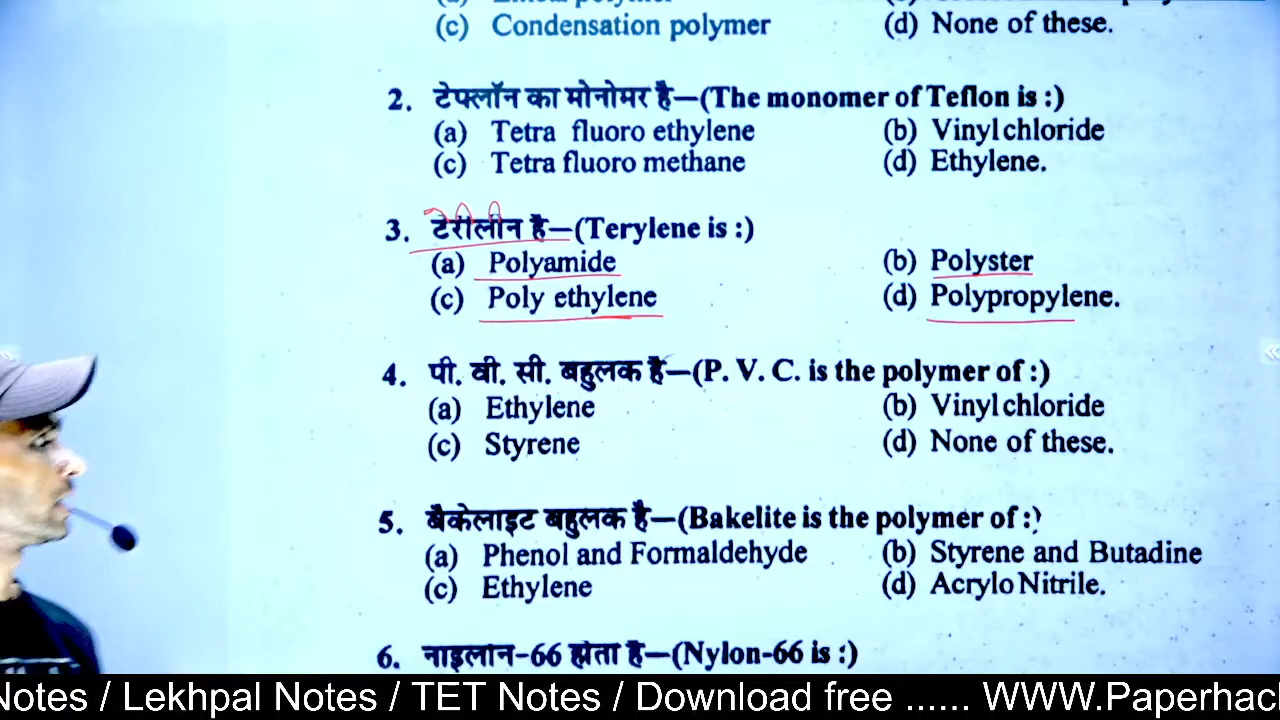 (c) Condensation polymer (d) None of these.
2. टेफ्लॉन का मोनोमर है—(The monomer of Teflon is :)
(a) Tetra fluoro ethylene (b) Vinyl chloride
(c) Tetra fluoro methane (d) Ethylene.
3. टेरीलीन है—(Terylene is :)
(a) Polyamide (b) Polyster
(c) Poly ethylene (d) Polypropylene.
4. पी. वी. सी. बहुलक है—(P. V. C. is the polymer of :)
(a) Ethylene (b) Vinyl chloride
(c) Styrene (d) None of these.
5. बैकेलाइट बहुलक है—(Bakelite is the polymer of :)
(a) Phenol and Formaldehyde (b) Styrene and Butadine
(c) Ethylene (d) Acrylo Nitrile.
6. नाइलान-66 होता है—(Nylon-66 is :)
Notes / Lekhpal Notes / TET Notes / Download free ...... WWW.Paperhac